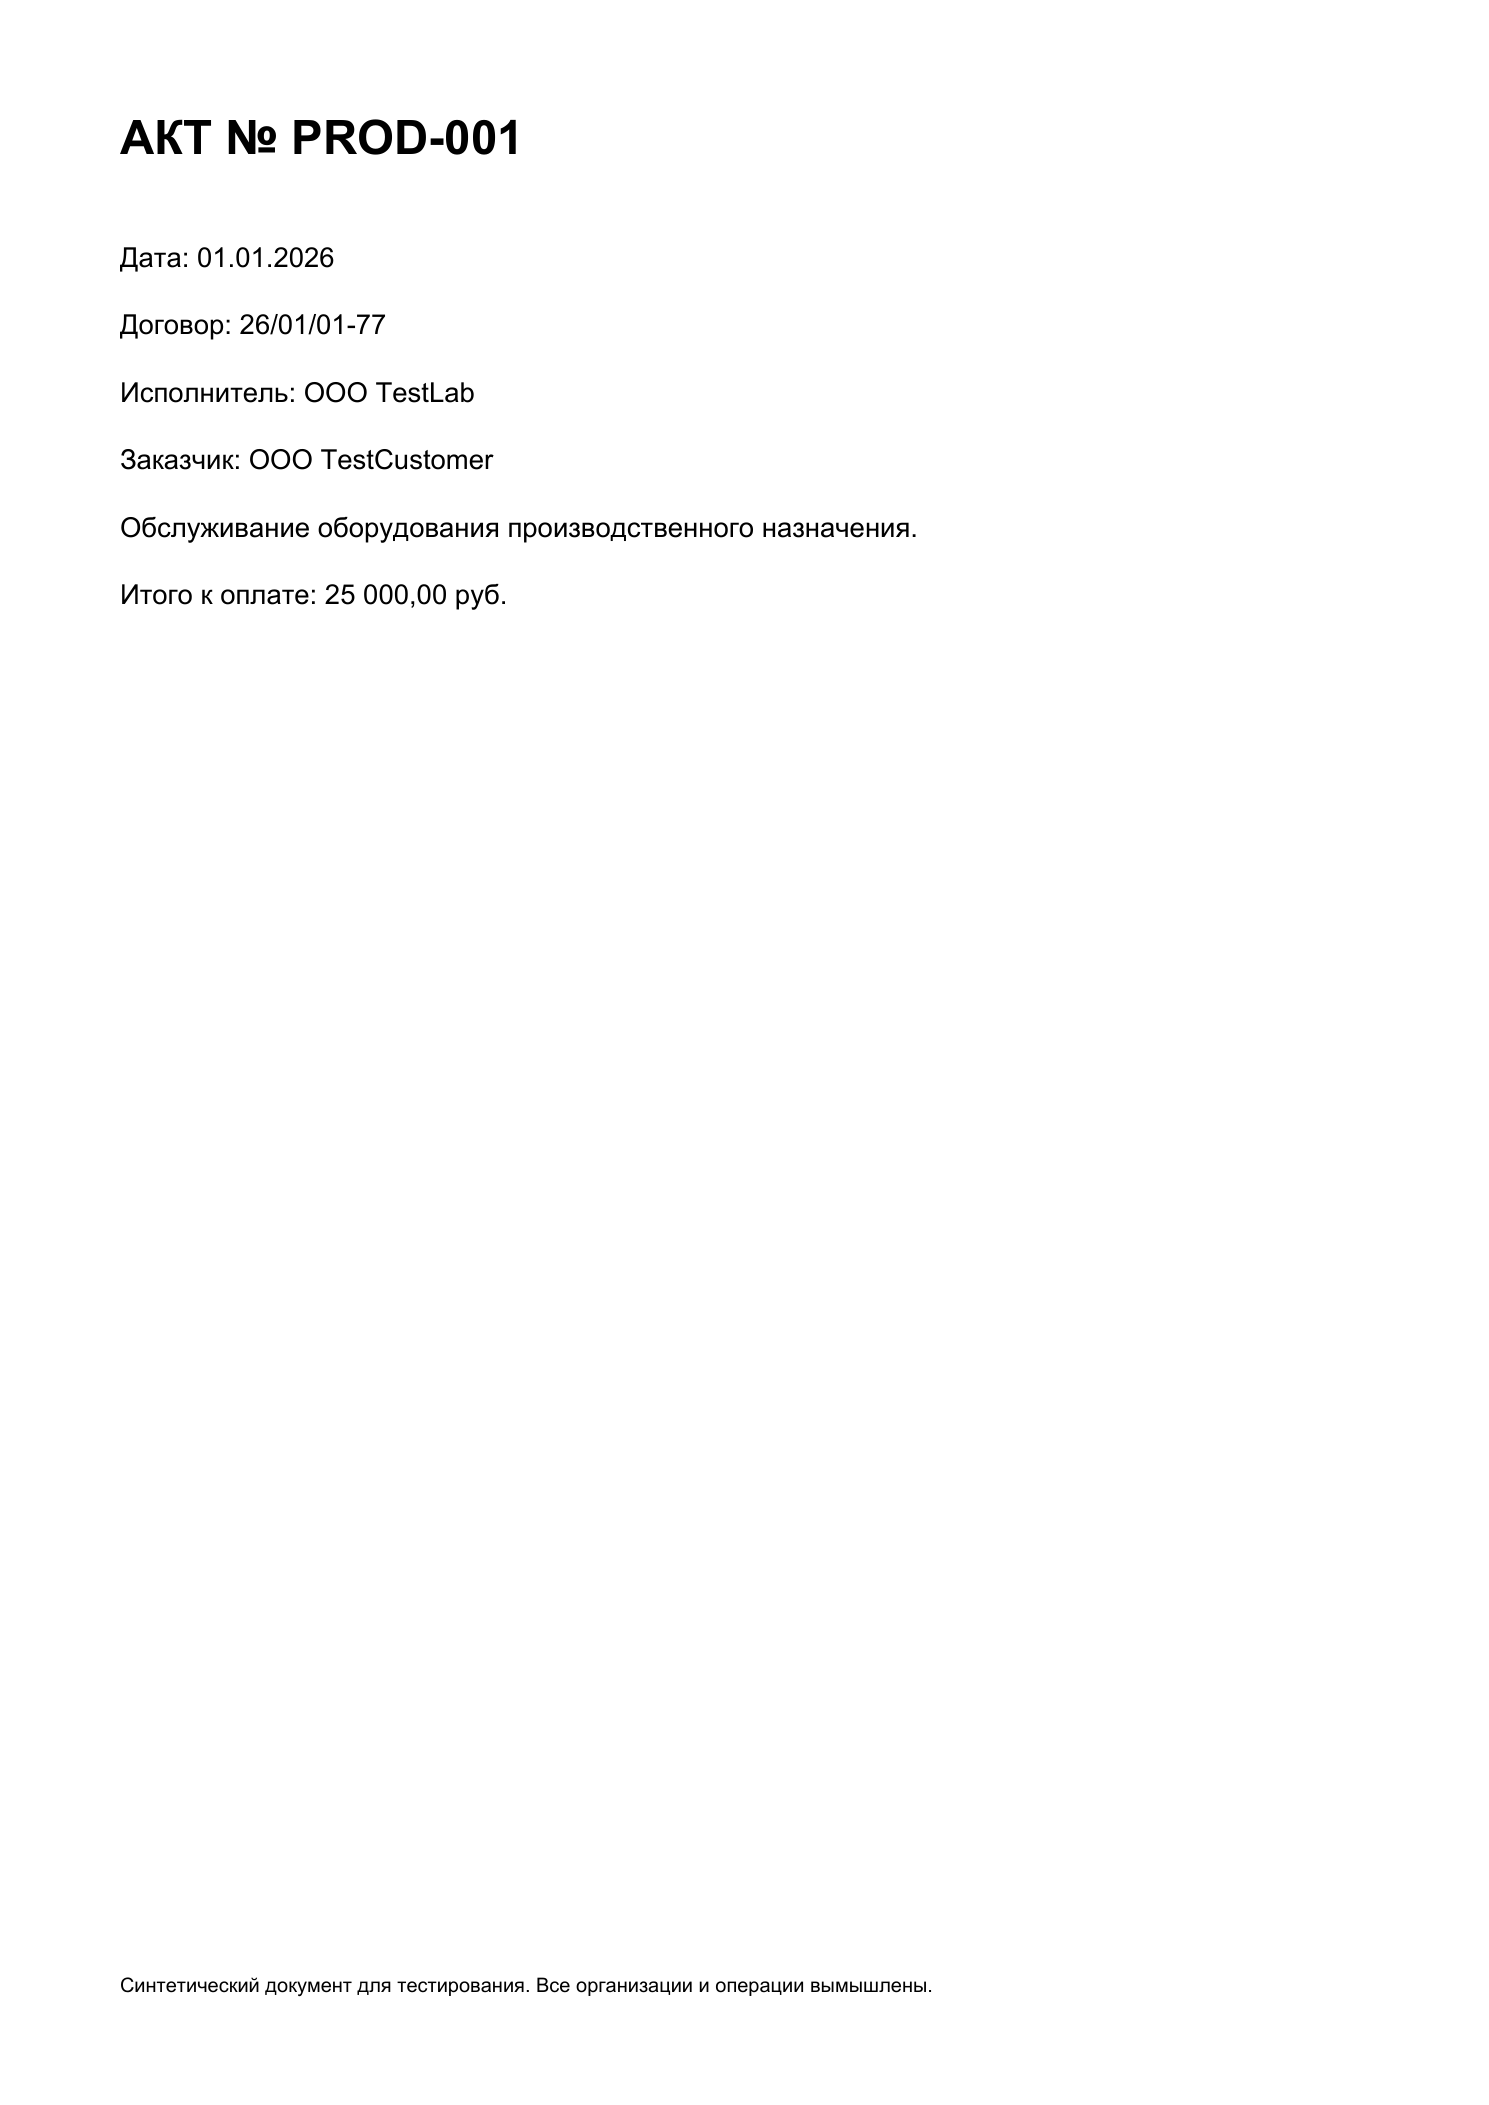 АКТ № PROD-001
Дата: 01.01.2026
Договор: 26/01/01-77
Исполнитель: ООО TestLab
Заказчик: ООО TestCustomer
Обслуживание оборудования производственного назначения.
Итого к оплате: 25 000,00 руб.
Синтетический документ для тестирования. Все организации и операции вымышлены.